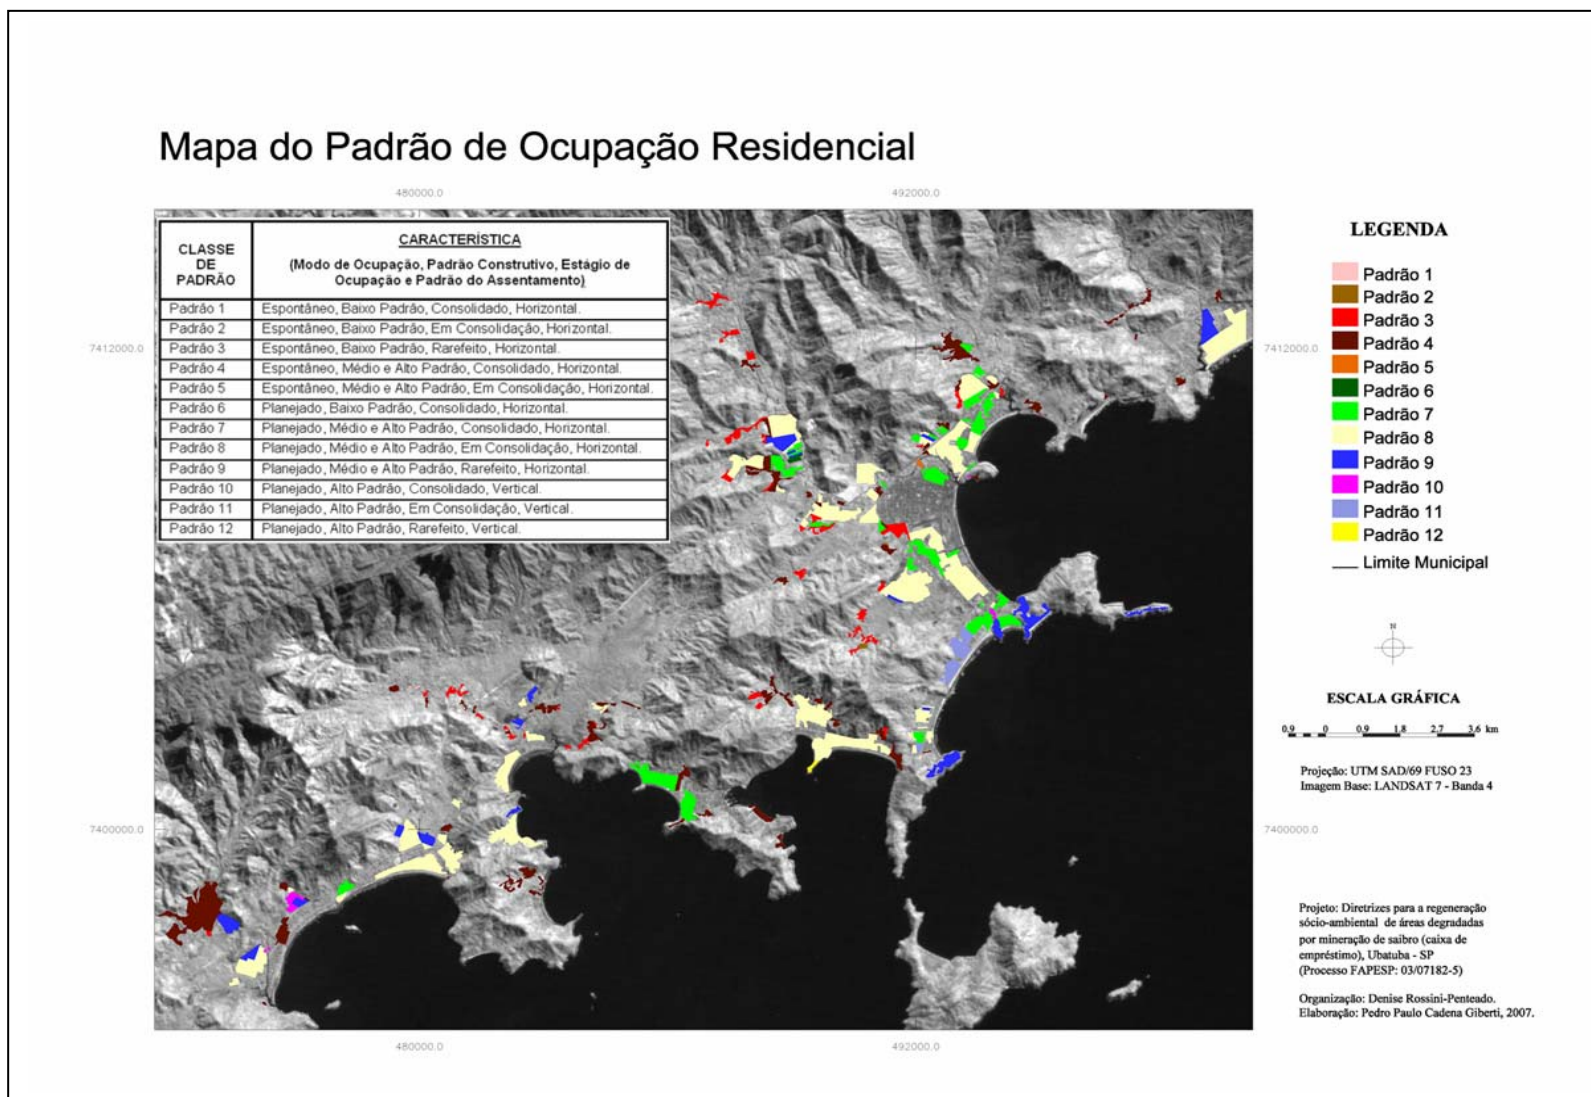 Mapa do Padrão de Ocupação Residencial
480000.0
492000.0
CLASSE
DE
PADRÃO
CARACTERÍSTICA
(Modo de Ocupação, Padrão Construtivo, Estágio de
Ocupação e Padrão do Assentamento)
Padrão 1 Espontâneo, Baixo Padrão, Consolidado, Horizontal.
Padrão 2 Espontâneo, Baixo Padrão, Em Consolidação, Horizontal.
Padrão 3 Espontâneo, Baixo Padrão, Rarefeito, Horizontal.
Padrão 4 Espontâneo, Médio e Alto Padrão, Consolidado, Horizontal.
Padrão 5 Espontâneo, Médio e Alto Padrão, Em Consolidação, Horizontal.
Padrão 6 Planejado, Baixo Padrão, Consolidado, Horizontal.
Padrão 7 Planejado, Médio e Alto Padrão, Consolidado, Horizontal.
Padrão 8 Planejado, Médio e Alto Padrão, Em Consolidação, Horizontal.
Padrão 9 Planejado, Médio e Alto Padrão, Rarefeito, Horizontal.
Padrão 10 Planejado, Alto Padrão, Consolidado, Vertical.
Padrão 11 Planejado, Alto Padrão, Em Consolidação, Vertical.
Padrão 12 Planejado, Alto Padrão, Rarefeito, Vertical.
7412000.0
7412000.0
7400000.0
7400000.0
480000.0
492000.0
LEGENDA
Padrão 1
Padrão 2
Padrão 3
Padrão 4
Padrão 5
Padrão 6
Padrão 7
Padrão 8
Padrão 9
Padrão 10
Padrão 11
Padrão 12
Limite Municipal
N
ESCALA GRÁFICA
0.9 0 0.9 1.8 2.7 3.6 km
Projeção: UTM SAD/69 FUSO 23
Imagem Base: LANDSAT 7 - Banda 4
Projeto: Diretrizes para a regeneração
sócio-ambiental de áreas degradadas
por mineração de saibro (caixa de
empréstimo), Ubatuba - SP
(Processo FAPESP: 03/07182-5)
Organização: Denise Rossini-Penteado.
Elaboração: Pedro Paulo Cadena Giberti, 2007.